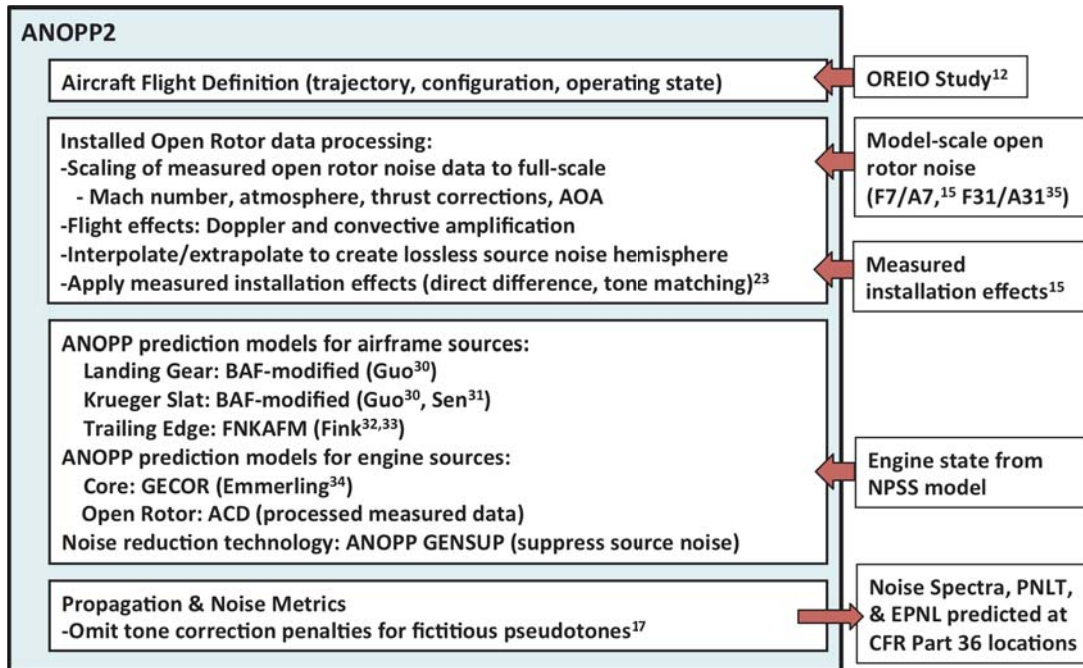 ANOPP2
Aircraft Flight Definition (trajectory, configuration, operating state)
OREIO Study¹²
Installed Open Rotor data processing:
-Scaling of measured open rotor noise data to full-scale
- Mach number, atmosphere, thrust corrections, AOA
-Flight effects: Doppler and convective amplification
-Interpolate/extrapolate to create lossless source noise hemisphere
-Apply measured installation effects (direct difference, tone matching)²³
Model-scale open
rotor noise
(F7/A7,¹⁵ F31/A31³⁵)
Measured
installation effects¹⁵
ANOPP prediction models for airframe sources:
Landing Gear: BAF-modified (Guo³⁰)
Krueger Slat: BAF-modified (Guo³⁰, Sen³¹)
Trailing Edge: FNKAFM (Fink³²,³³)
ANOPP prediction models for engine sources:
Core: GECOR (Emmerling³⁴)
Open Rotor: ACD (processed measured data)
Noise reduction technology: ANOPP GENSUP (suppress source noise)
Engine state from
NPSS model
Propagation & Noise Metrics
-Omit tone correction penalties for fictitious pseudotones¹⁷
Noise Spectra, PNLT,
& EPNL predicted at
CFR Part 36 locations